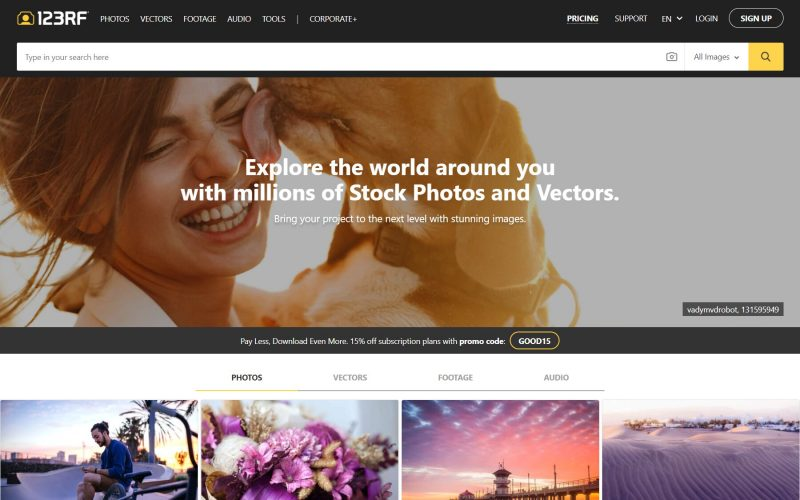 123RF
PHOTOS VECTORS FOOTAGE AUDIO TOOLS | CORPORATE+ PRICING SUPPORT EN LOGIN SIGN UP
Type in your search here All Images
Explore the world around you
with millions of Stock Photos and Vectors.
Bring your project to the next level with stunning images.
vadymvdrobot, 131595949
Pay Less, Download Even More. 15% off subscription plans with promo code: GOOD15
PHOTOS VECTORS FOOTAGE AUDIO